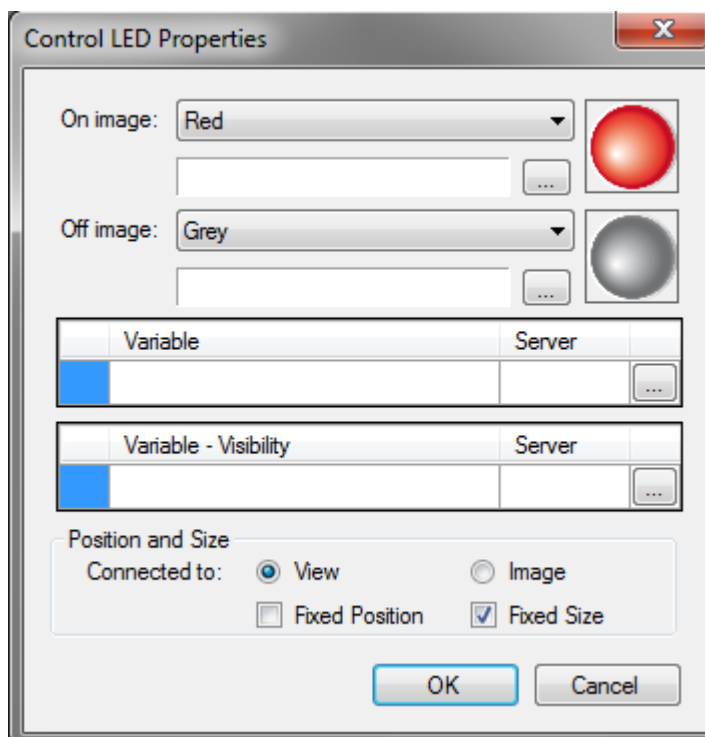 Control LED Properties
On image: Red
...
Off image: Grey
...
Variable Server
...
Variable - Visibility Server
...
Position and Size
Connected to: View Image
Fixed Position Fixed Size
OK Cancel